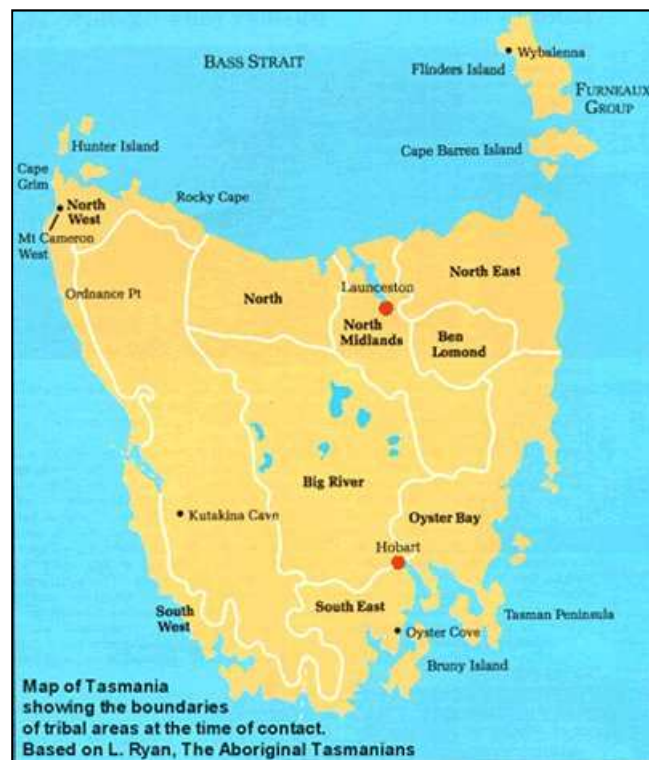 BASS STRAIT
Wybalenna
Flinders Island
FURNEAUX
GROUP
Hunter Island
Cape Barren Island
Cape
Grim
Rocky Cape
North
West
Mt Cameron
West
North East
Launceston
Ordnance Pt
North
North
Midlands
Ben
Lomond
Big River
Kutakina Cave
Oyster Bay
Hobart
South East
South
West
Tasman Peninsula
Oyster Cove
Bruny Island
Map of Tasmania
showing the boundaries
of tribal areas at the time of contact.
Based on L. Ryan, The Aboriginal Tasmanians